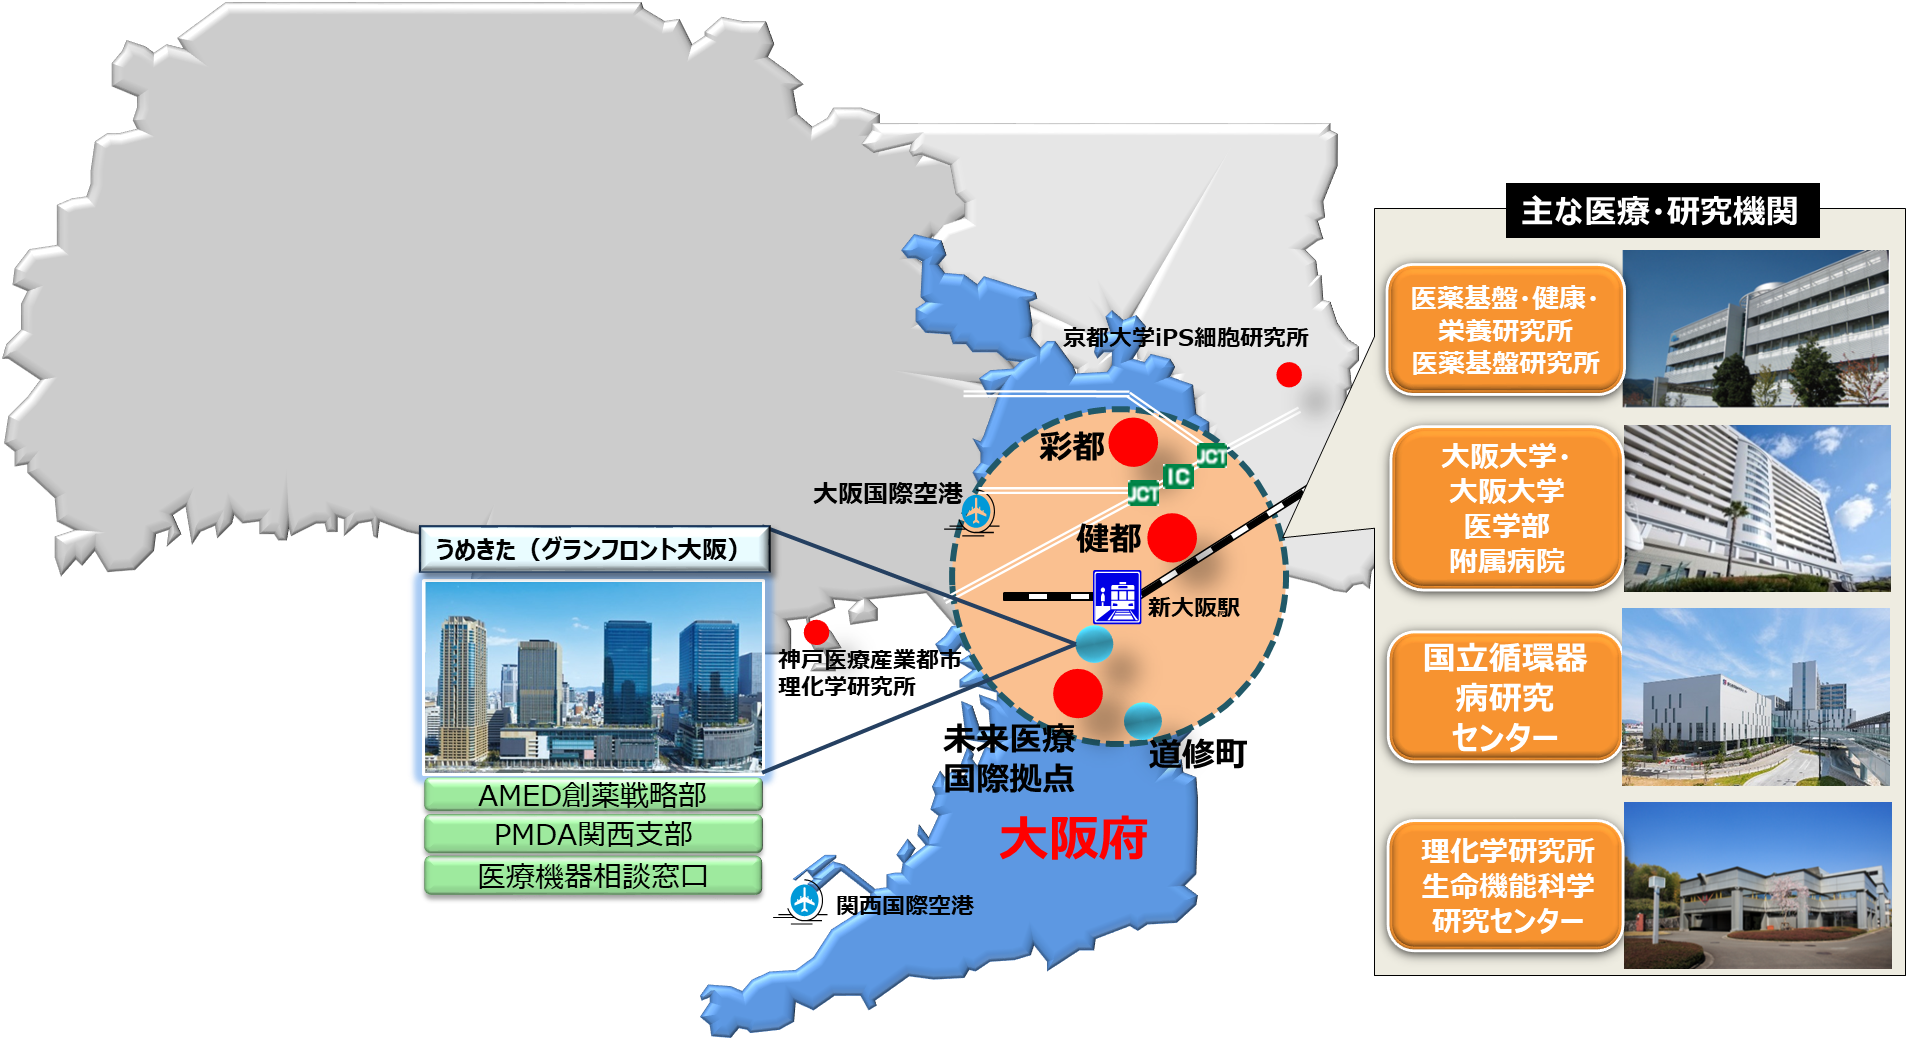 主な医療・研究機関
医薬基盤・健康・
栄養研究所
医薬基盤研究所
大阪大学・
大阪大学
医学部
附属病院
国立循環器
病研究
センター
理化学研究所
生命機能科学
研究センター
京都大学iPS細胞研究所
彩都
JCT
IC
JCT
大阪国際空港
健都
新大阪駅
うめきた（グランフロント大阪）
AMED創薬戦略部
PMDA関西支部
医療機器相談窓口
神戸医療産業都市
理化学研究所
未来医療
国際拠点
道修町
大阪府
関西国際空港